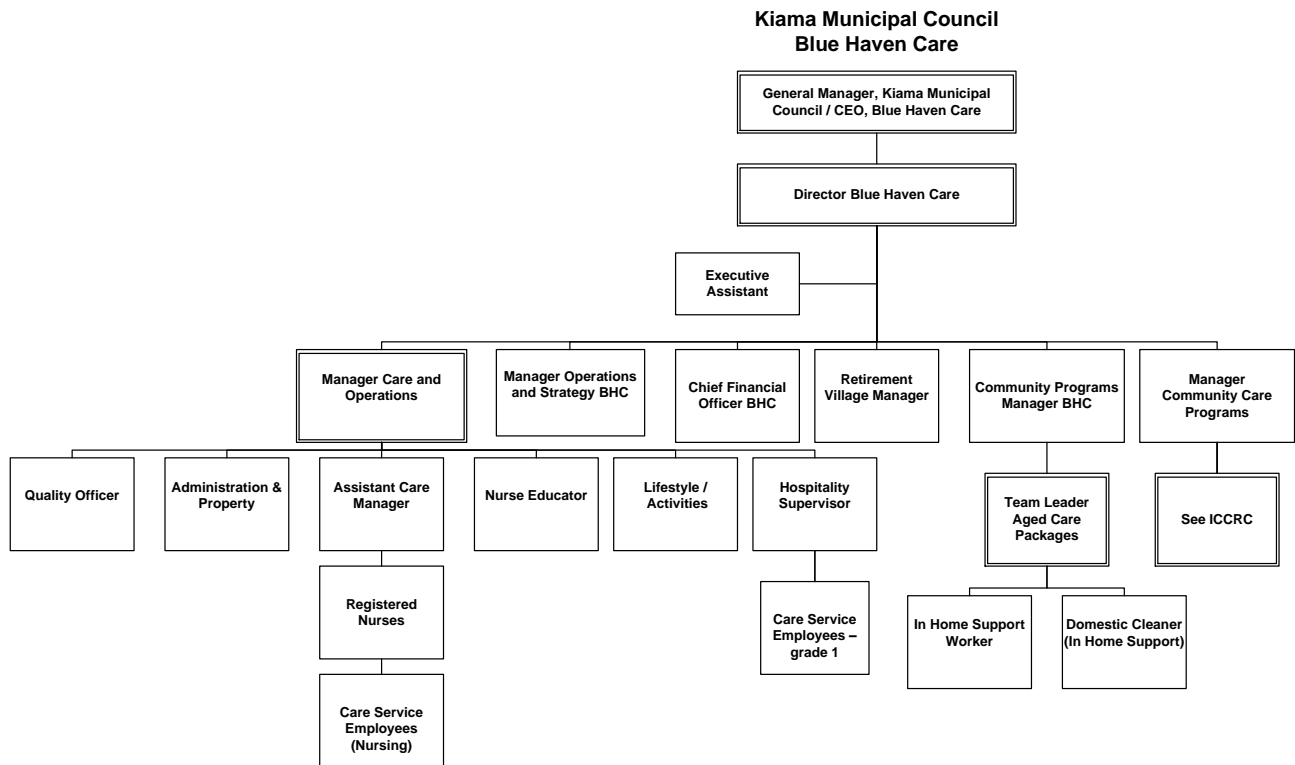 Kiama Municipal Council
Blue Haven Care
General Manager, Kiama Municipal
Council / CEO, Blue Haven Care
Director Blue Haven Care
Executive
Assistant
Manager Care and
Operations
Manager Operations
and Strategy BHC
Chief Financial
Officer BHC
Retirement
Village Manager
Community Programs
Manager BHC
Manager
Community Care
Programs
Quality Officer
Administration &
Property
Assistant Care
Manager
Nurse Educator
Lifestyle /
Activities
Hospitality
Supervisor
Team Leader
Aged Care
Packages
See ICCRC
Registered
Nurses
Care Service
Employees –
grade 1
In Home Support
Worker
Domestic Cleaner
(In Home Support)
Care Service
Employees
(Nursing)